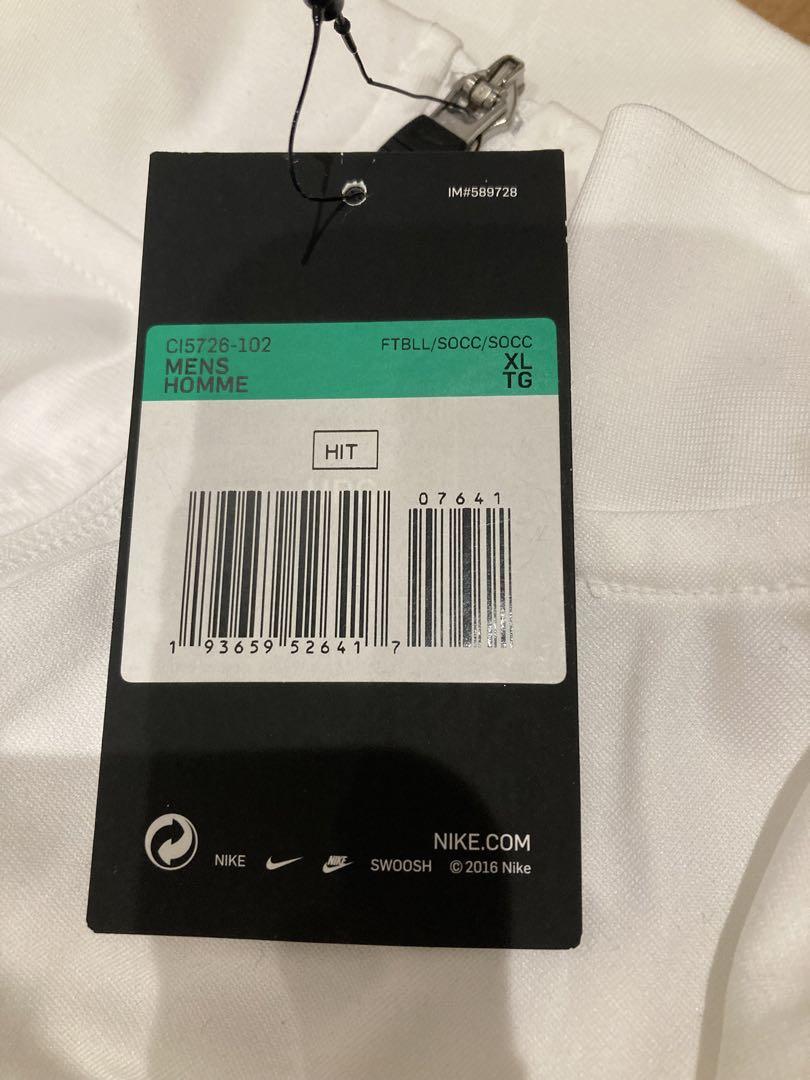 IM#589728
CI5726-102 FTBLL/SOCC/SOCC
MENS XL
HOMME TG
HIT
07641
1 93659 52641 7
NIKE.COM
NIKE NIKE SWOOSH © 2016 Nike